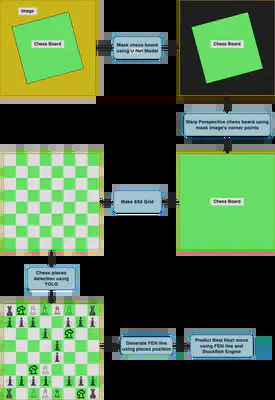 Image
Chess Board
Mask chess board
using U-Net Model
Chess Board
Warp Perspective chess board using
mask image's corner points
Chess Board
Make 8X8 Grid
Chess pieces
detection using
YOLO
Generate FEN line
using pieces position
Predict Best Next move
using FEN line and
Stockfish Engine